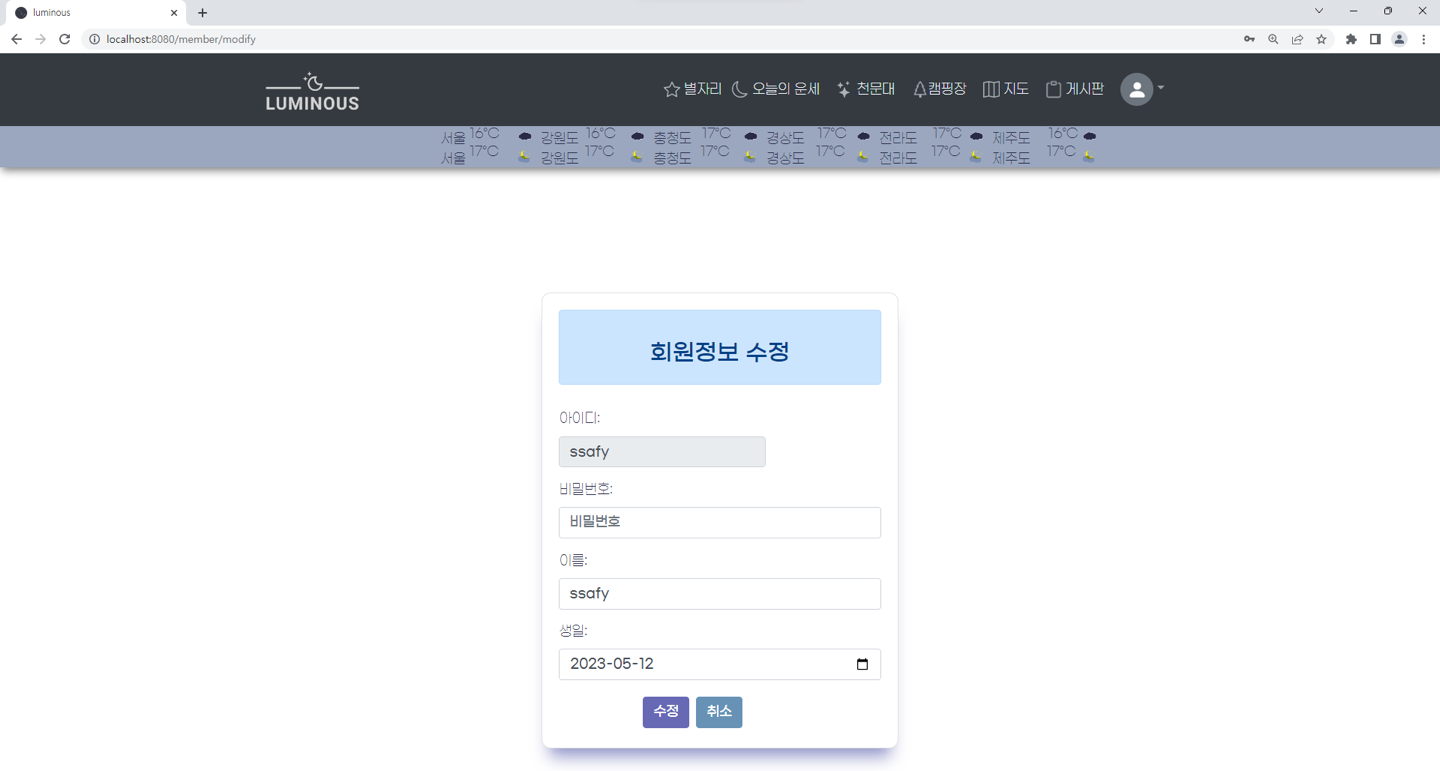 luminous
localhost:8080/member/modify
LUMINOUS
별자리 오늘의 운세 천문대 캠핑장 지도 게시판
서울 16°C 강원도 16°C 충청도 17°C 경상도 17°C 전라도 17°C 제주도 16°C
서울 17°C 강원도 17°C 충청도 17°C 경상도 17°C 전라도 17°C 제주도 17°C
회원정보 수정
아이디:
ssafy
비밀번호:
비밀번호
이름:
ssafy
생일:
2023-05-12
수정 취소